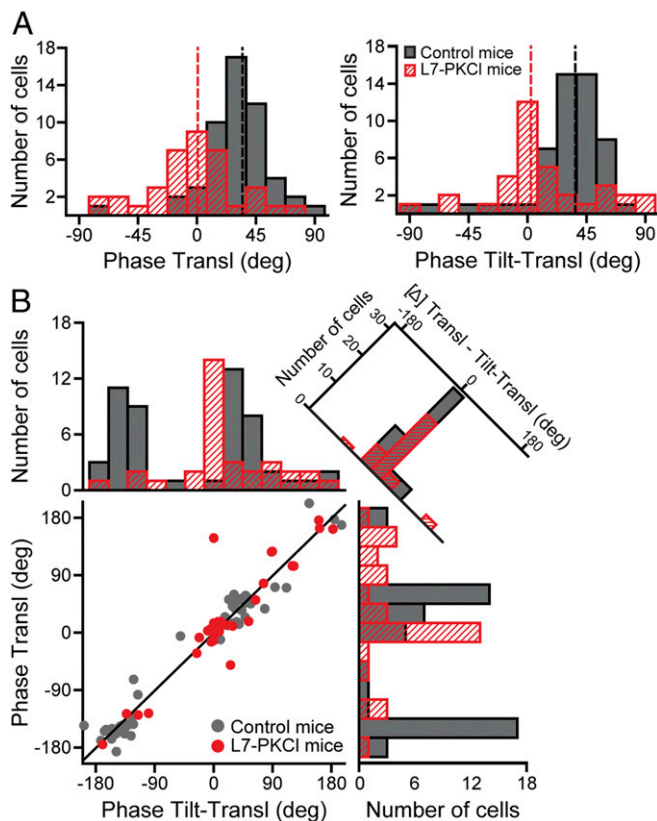 A
Number of cells
18
14
10
6
2
-90
-45
0
45
90
Phase Transl (deg)
Number of cells
18
14
10
6
2
Control mice
L7-PKCI mice
-90
-45
0
45
90
Phase Tilt-Transl (deg)
B
Number of cells
18
12
6
0
Number of cells
0
10
20
30
[Δ] Transl - Tilt-Transl (deg)
-180
0
180
Phase Transl (deg)
180
90
0
-90
-180
Control mice
L7-PKCI mice
-180
-90
0
90
180
Phase Tilt-Transl (deg)
0
6
12
18
Number of cells